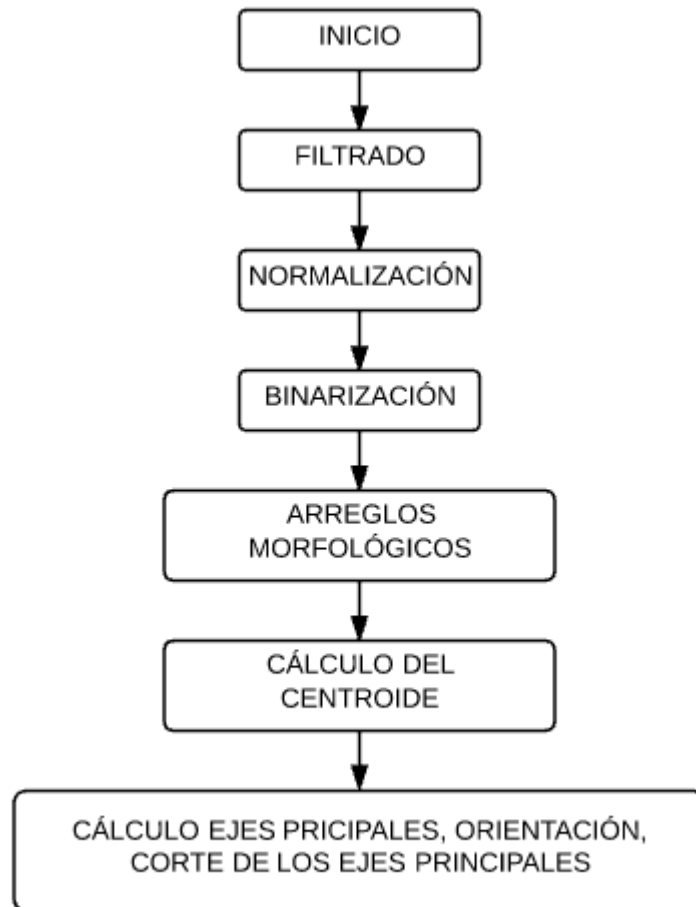 INICIO
FILTRADO
NORMALIZACIÓN
BINARIZACIÓN
ARREGLOS
MORFOLÓGICOS
CÁLCULO DEL
CENTROIDE
CÁLCULO EJES PRICIPALES, ORIENTACIÓN,
CORTE DE LOS EJES PRINCIPALES